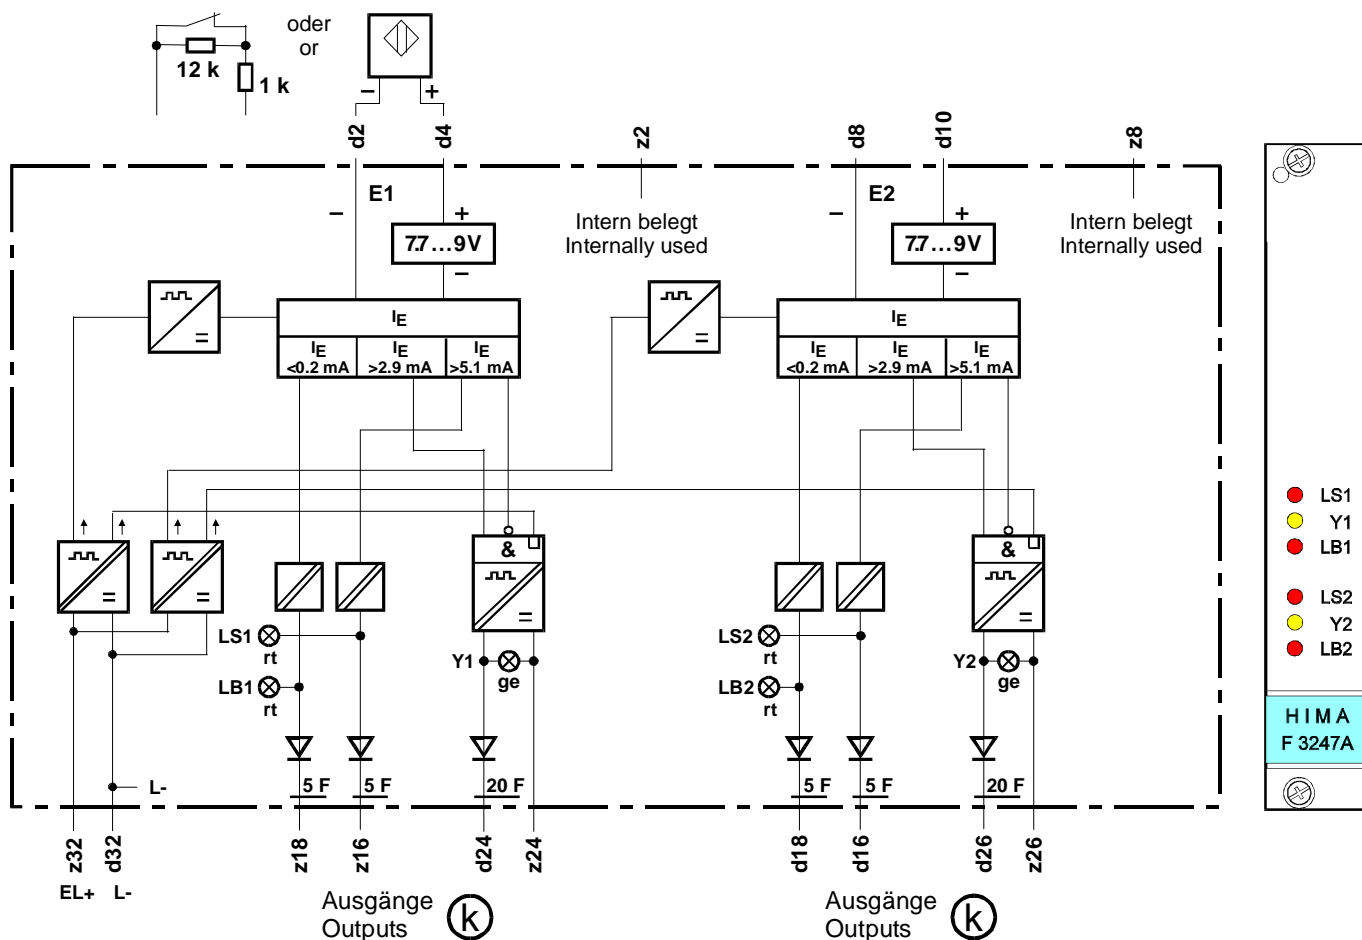 oder
or
12 k
1 k
– +
d2 d4 z2 d8 d10 z8
E1
– +
7.7...9V
–
Intern belegt
Internally used
E2
– +
7.7...9V
–
Intern belegt
Internally used
=
IE
IE IE IE
<0.2 mA >2.9 mA >5.1 mA
=
IE
IE IE IE
<0.2 mA >2.9 mA >5.1 mA
= =
&
=
&
=
LS1
rt
LB1
rt
Y1
ge
LS2
rt
LB2
rt
Y2
ge
L-
5 F 5 F 20 F 5 F 5 F 20 F
z32 d32 z18 z16 d24 z24 d18 d16 d26 z26
EL+ L-
Ausgänge
Outputs
k
Ausgänge
Outputs
k
LS1
Y1
LB1
LS2
Y2
LB2
HIMA
F 3247A